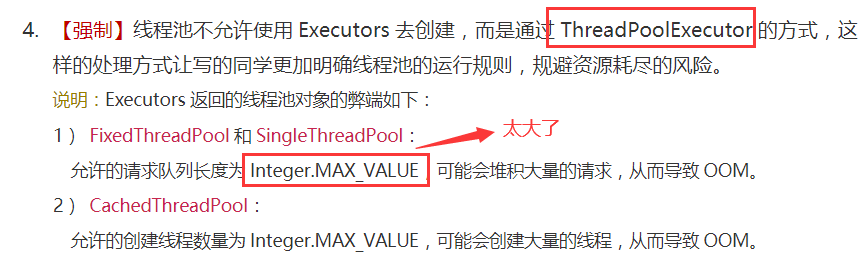 4. 【强制】线程池不允许使用 Executors 去创建，而是通过 ThreadPoolExecutor 的方式，这
样的处理方式让写的同学更加明确线程池的运行规则，规避资源耗尽的风险。
说明：Executors 返回的线程池对象的弊端如下：
1） FixedThreadPool 和 SingleThreadPool：
太大了
允许的请求队列长度为 Integer.MAX_VALUE，可能会堆积大量的请求，从而导致 OOM。
2） CachedThreadPool：
允许的创建线程数量为 Integer.MAX_VALUE，可能会创建大量的线程，从而导致 OOM。